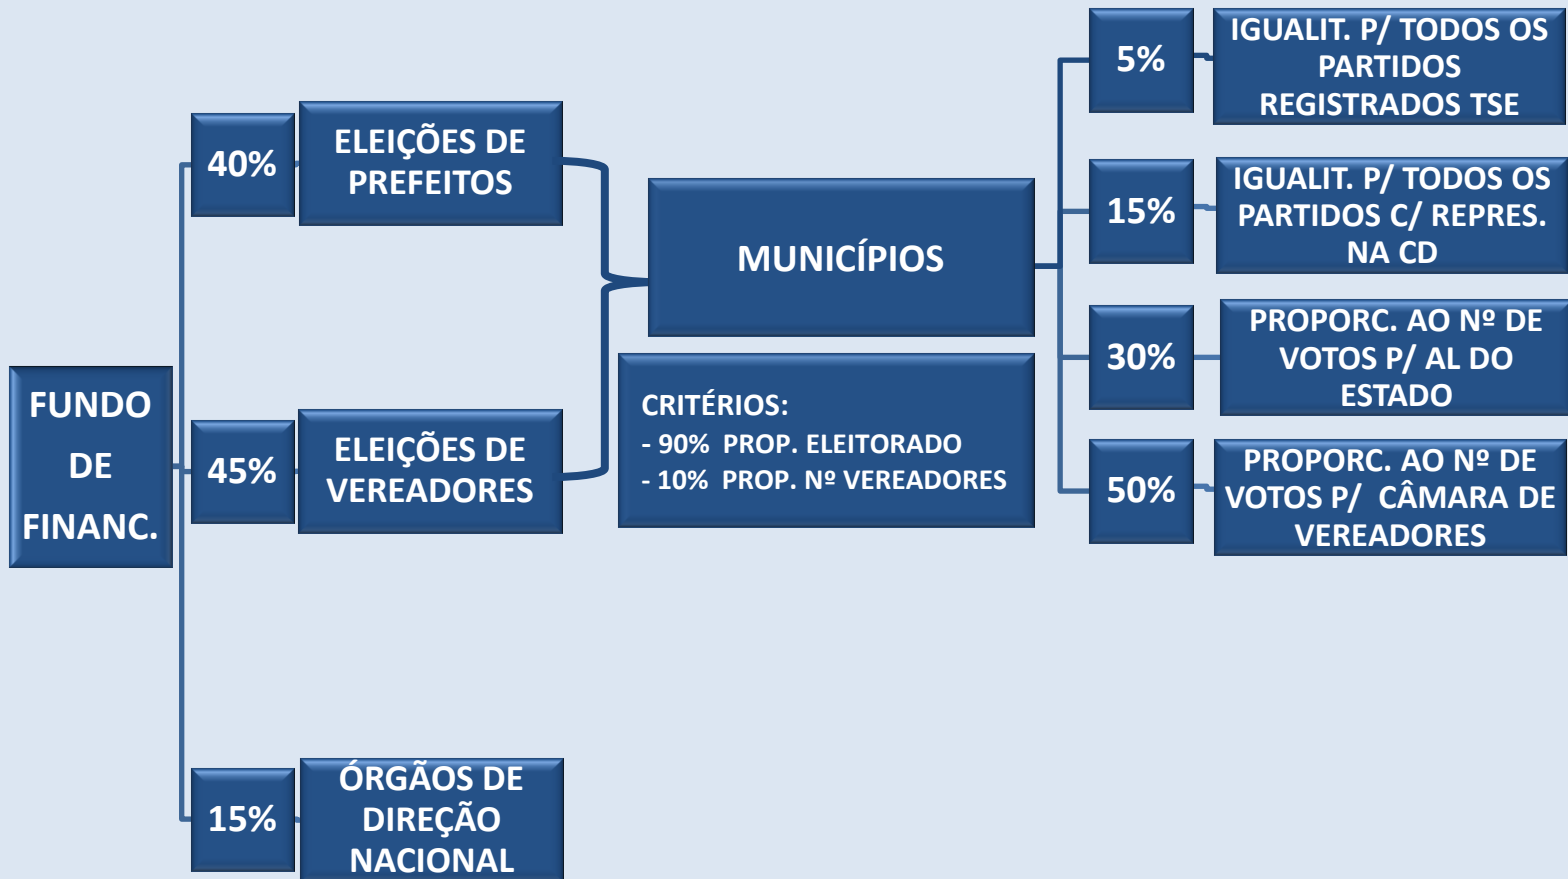 FUNDO
DE
FINANC.
40%
ELEIÇÕES DE
PREFEITOS
45%
ELEIÇÕES DE
VEREADORES
15%
ÓRGÃOS DE
DIREÇÃO
NACIONAL
MUNICÍPIOS
CRITÉRIOS:
- 90% PROP. ELEITORADO
- 10% PROP. Nº VEREADORES
5%
IGUALIT. P/ TODOS OS
PARTIDOS
REGISTRADOS TSE
15%
IGUALIT. P/ TODOS OS
PARTIDOS C/ REPRES.
NA CD
30%
PROPORC. AO Nº DE
VOTOS P/ AL DO
ESTADO
50%
PROPORC. AO Nº DE
VOTOS P/ CÂMARA DE
VEREADORES